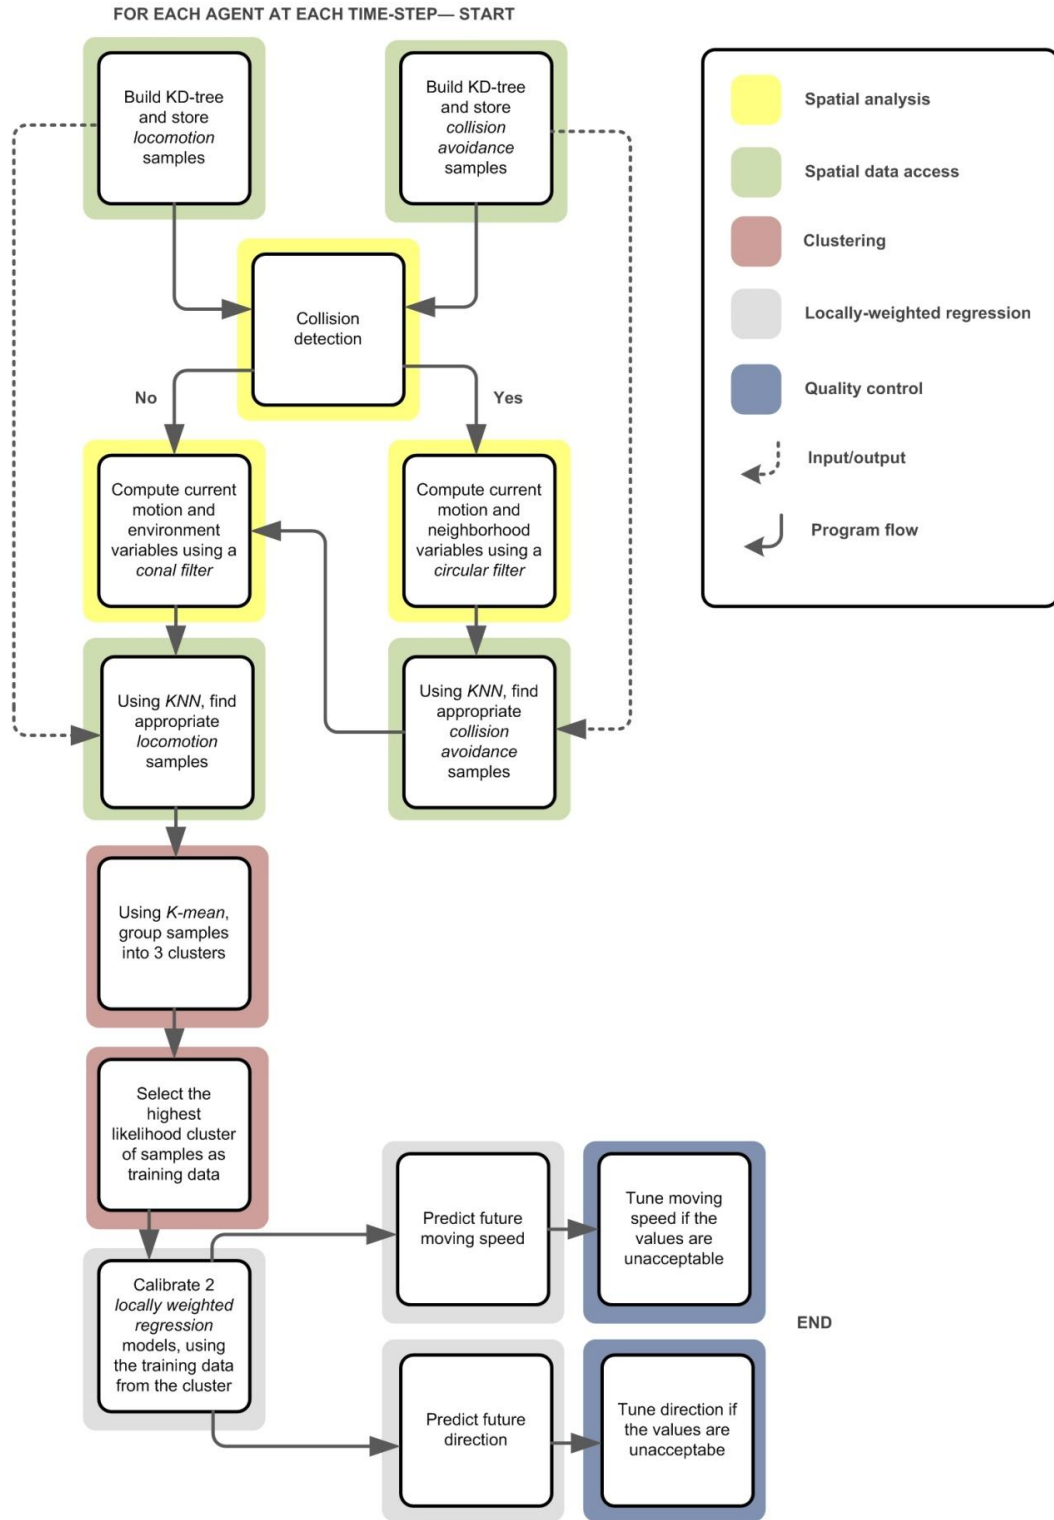 FOR EACH AGENT AT EACH TIME-STEP— START
Build KD-tree
and store
locomotion
samples
Build KD-tree
and store
collision
avoidance
samples
Collision
detection
No
Yes
Compute current
motion and
environment
variables using a
conal filter
Compute current
motion and
neighborhood
variables using a
circular filter
Using KNN, find
appropriate
locomotion
samples
Using KNN, find
appropriate
collision
avoidance
samples
Using K-mean,
group samples
into 3 clusters
Select the
highest
likelihood cluster
of samples as
training data
Calibrate 2
locally weighted
regression
models, using
the training data
from the cluster
Predict future
moving speed
Tune moving
speed if the
values are
unacceptable
Predict future
direction
Tune direction if
the values are
unacceptabe
END
Spatial analysis
Spatial data access
Clustering
Locally-weighted regression
Quality control
Input/output
Program flow